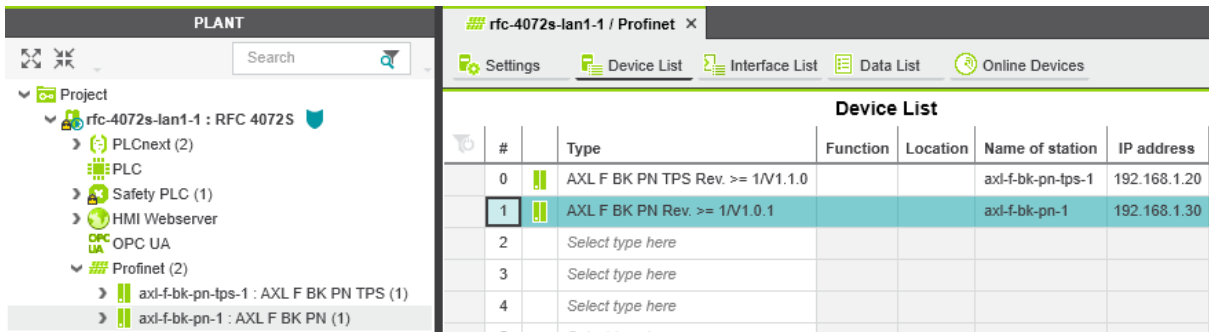 PLANT
Search
Project
rfc-4072s-lan1-1 : RFC 4072S
PLCnext (2)
PLC
Safety PLC (1)
HMI Webserver
OPC UA OPC UA
Profinet (2)
axl-f-bk-pn-tps-1 : AXL F BK PN TPS (1)
axl-f-bk-pn-1 : AXL F BK PN (1)
rfc-4072s-lan1-1 / Profinet ×
Settings Device List Interface List Data List Online Devices
Device List
# Type Function Location Name of station IP address
0 AXL F BK PN TPS Rev. >= 1/V1.1.0 axl-f-bk-pn-tps-1 192.168.1.20
1 AXL F BK PN Rev. >= 1/V1.0.1 axl-f-bk-pn-1 192.168.1.30
2 Select type here
3 Select type here
4 Select type here